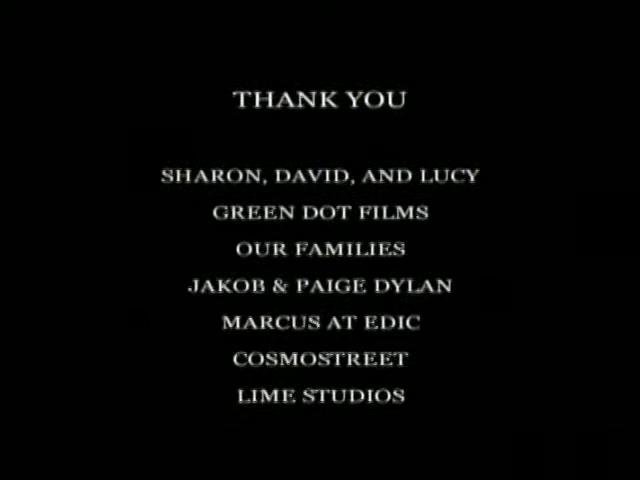 THANK YOU
SHARON, DAVID, AND LUCY
GREEN DOT FILMS
OUR FAMILIES
JAKOB & PAIGE DYLAN
MARCUS AT EDIC
COSMOSTREET
LIME STUDIOS